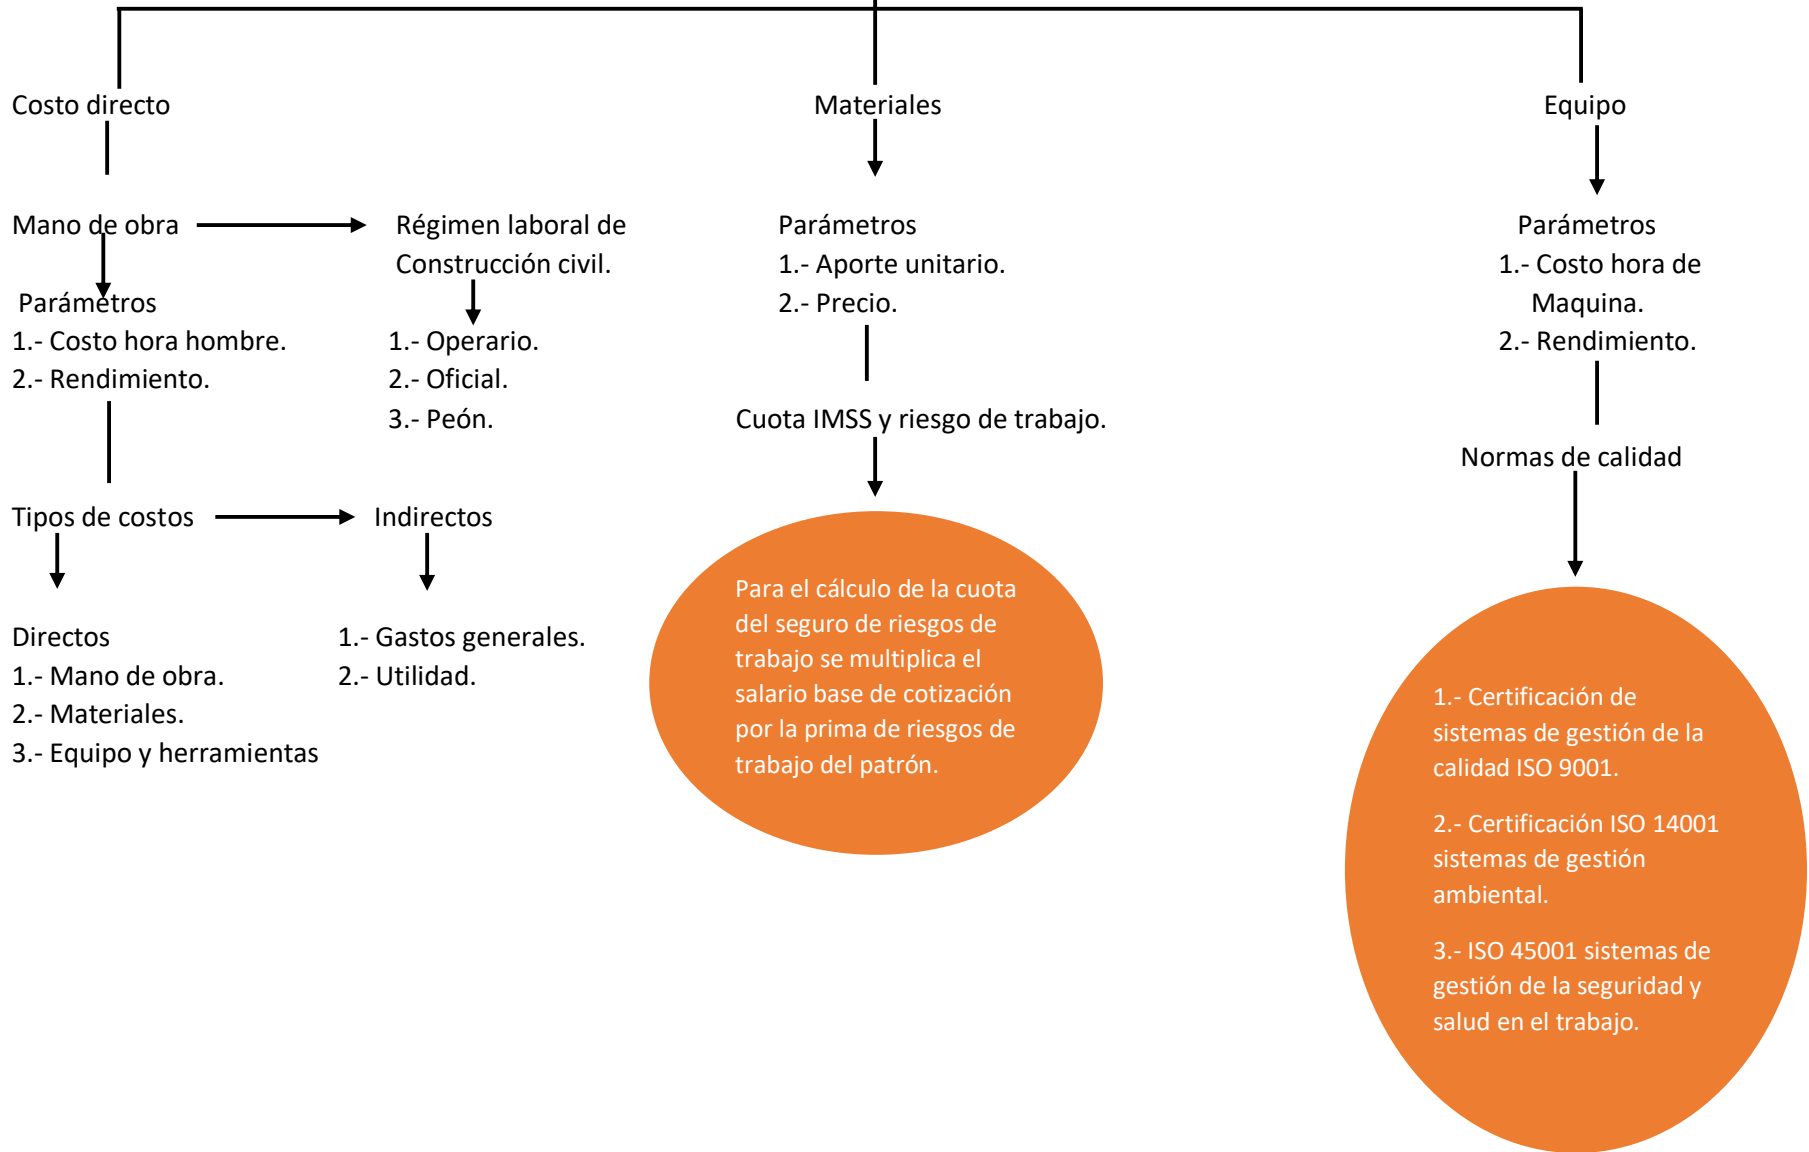 Costo directo
Materiales
Equipo
Mano de obra
Régimen laboral de
Construcción civil.
Parámetros
1.- Costo hora hombre.
2.- Rendimiento.
1.- Operario.
2.- Oficial.
3.- Peón.
Tipos de costos
Indirectos
Directos
1.- Mano de obra.
2.- Materiales.
3.- Equipo y herramientas
1.- Gastos generales.
2.- Utilidad.
Parámetros
1.- Aporte unitario.
2.- Precio.
Cuota IMSS y riesgo de trabajo.
Para el cálculo de la cuota
del seguro de riesgos de
trabajo se multiplica el
salario base de cotización
por la prima de riesgos de
trabajo del patrón.
Parámetros
1.- Costo hora de
Maquina.
2.- Rendimiento.
Normas de calidad
1.- Certificación de
sistemas de gestión de la
calidad ISO 9001.
2.- Certificación ISO 14001
sistemas de gestión
ambiental.
3.- ISO 45001 sistemas de
gestión de la seguridad y
salud en el trabajo.